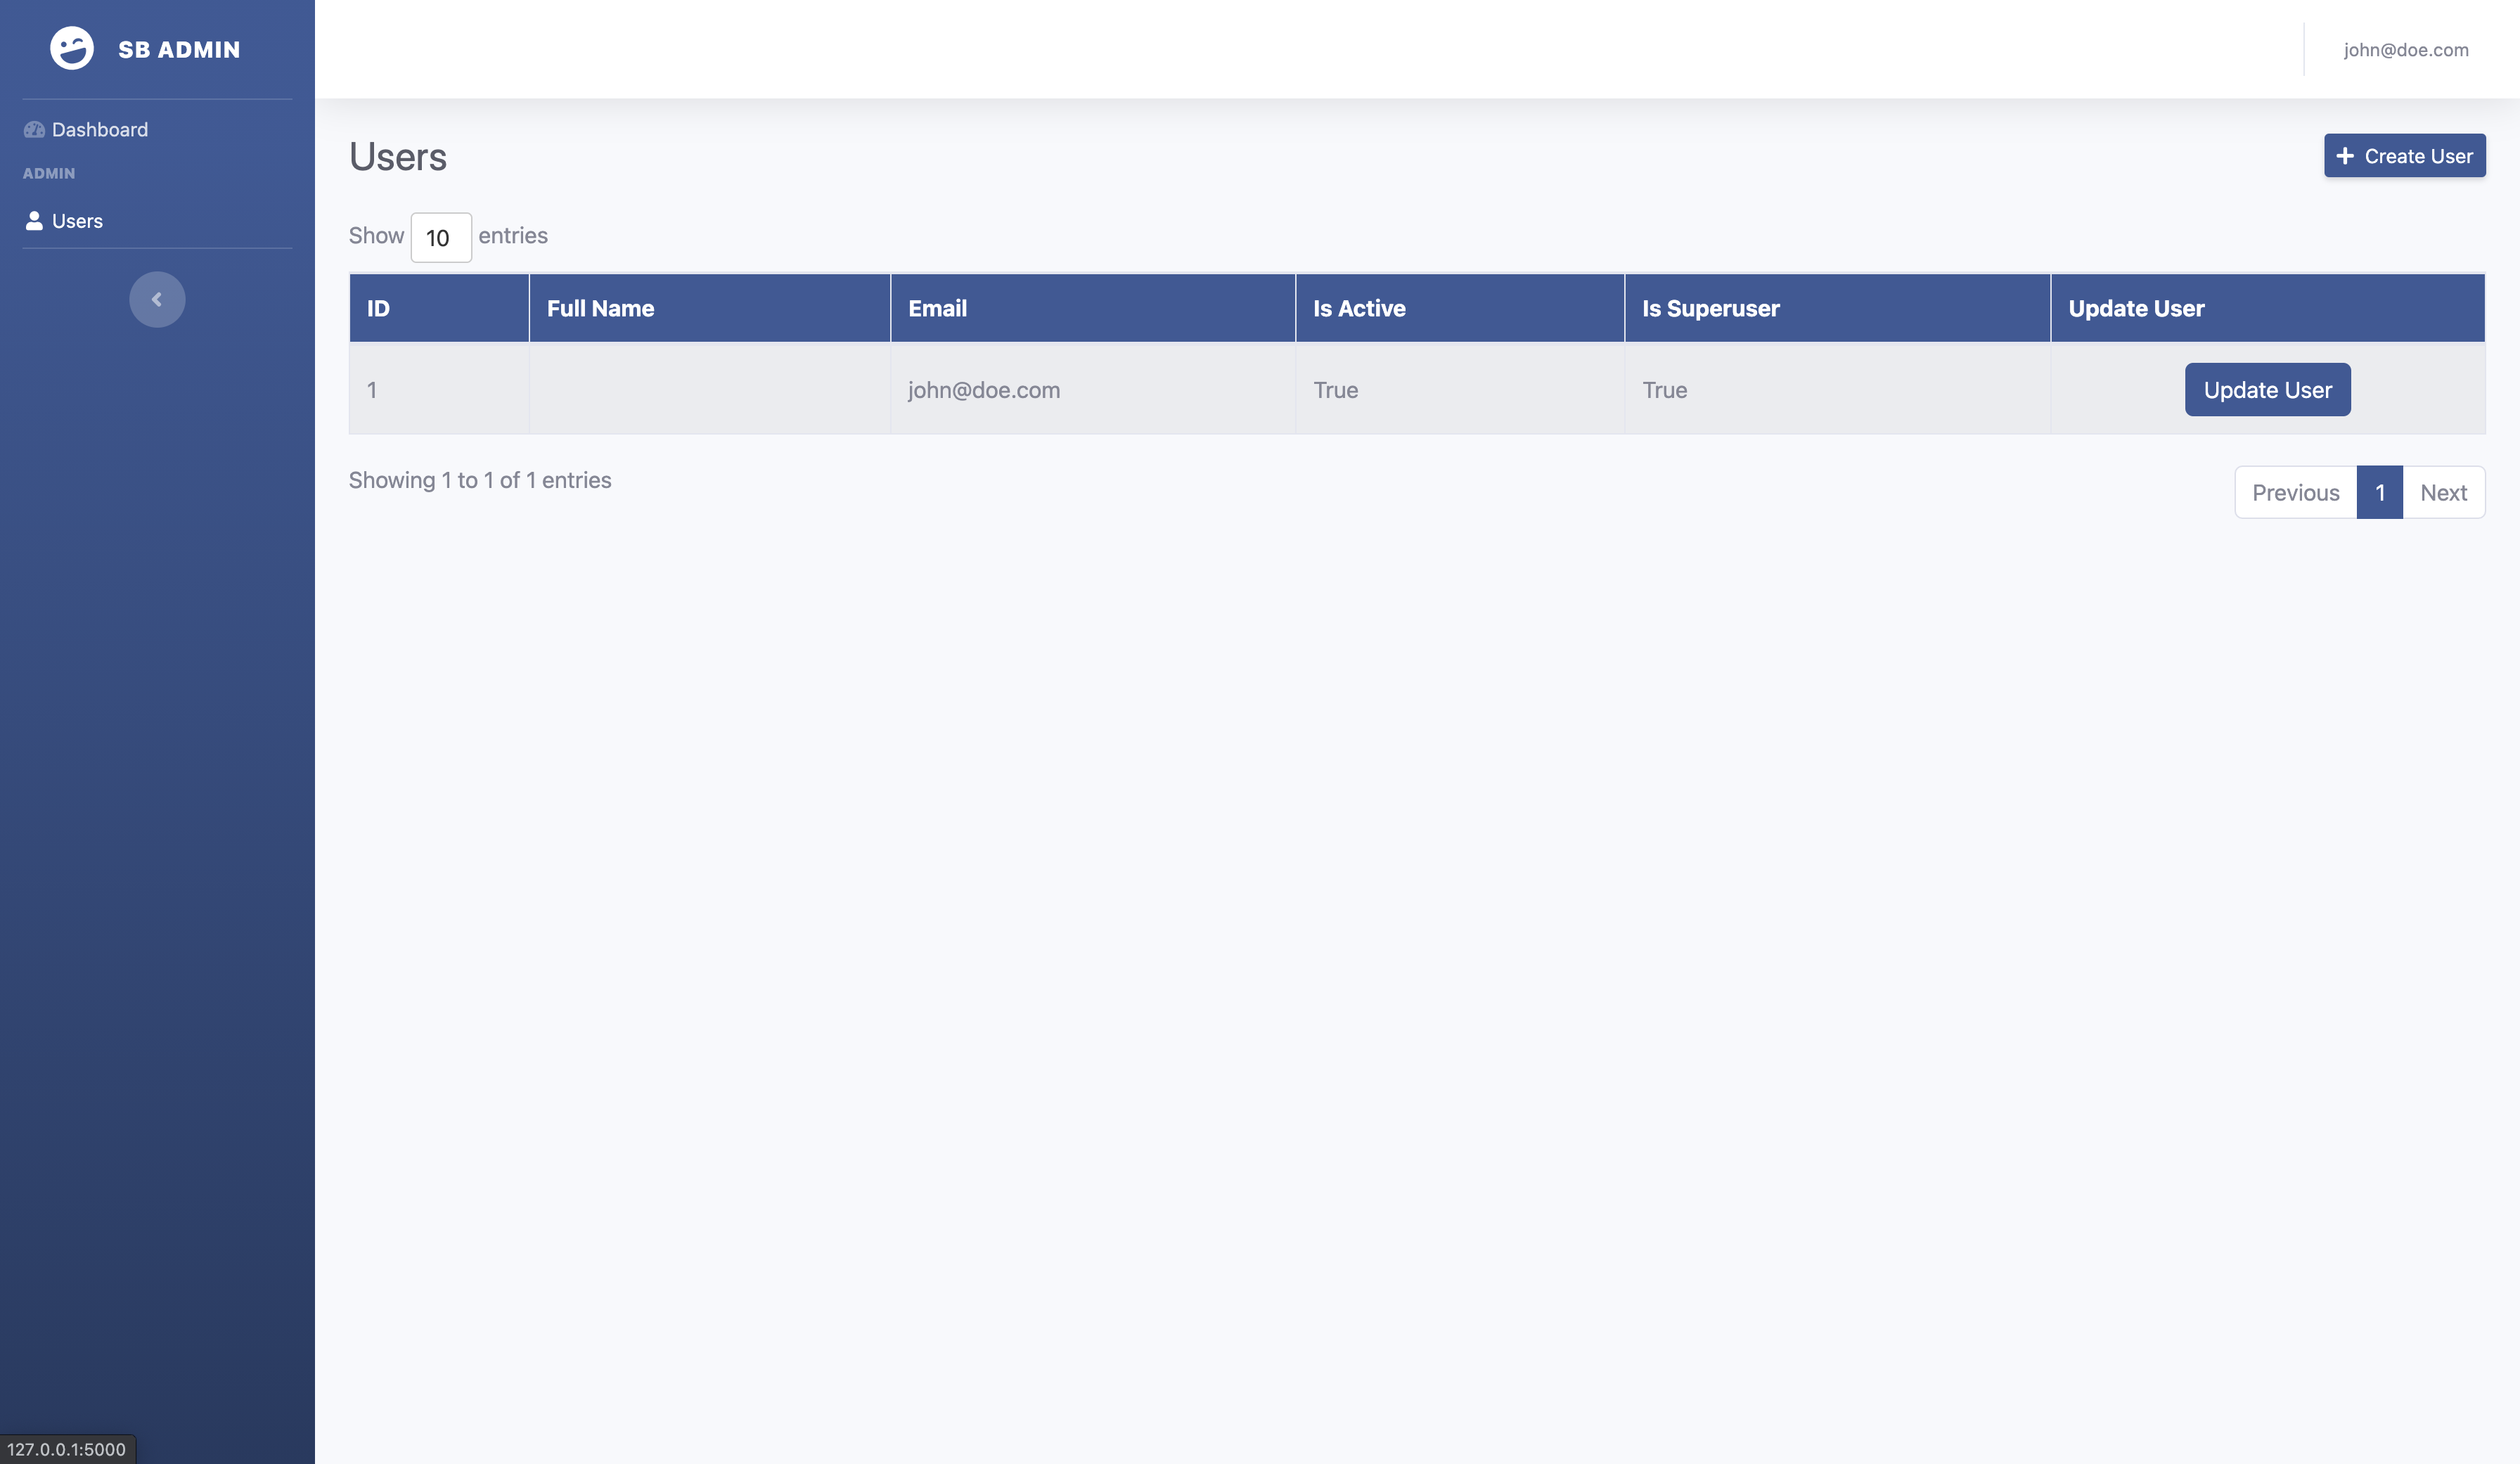 SB ADMIN
john@doe.com
Dashboard
ADMIN
Users
Users
Create User
Show 10 entries
ID Full Name Email Is Active Is Superuser Update User
1 john@doe.com True True Update User
Showing 1 to 1 of 1 entries
Previous 1 Next
127.0.0.1:5000